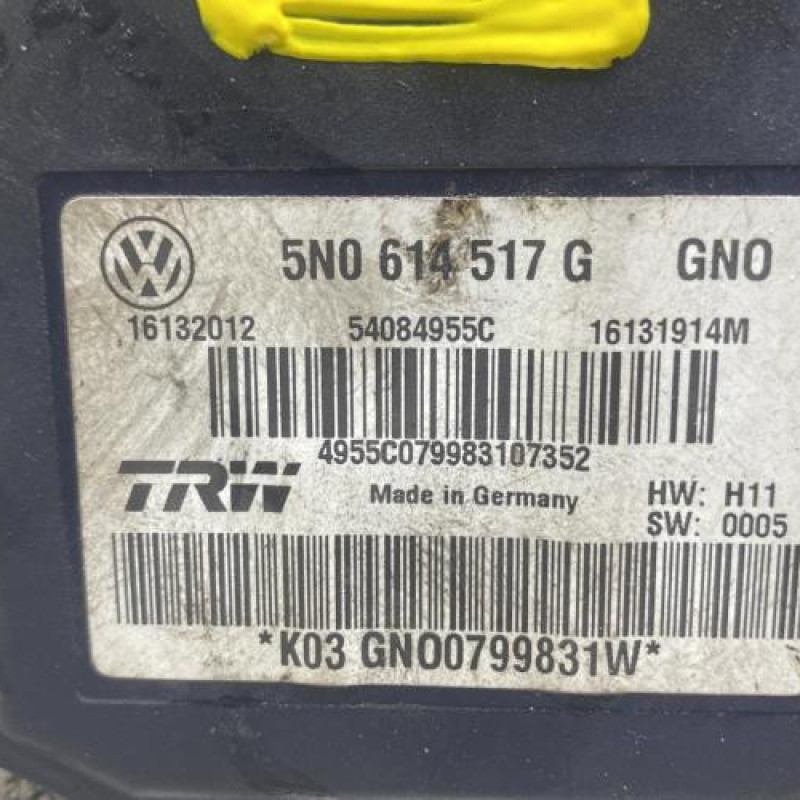 5N0 614 517 G GNO
16132012 54084955C 16131914M
4955C079983107352
TRW Made in Germany HW: H11
SW: 0005
*K03 GNO0799831W*